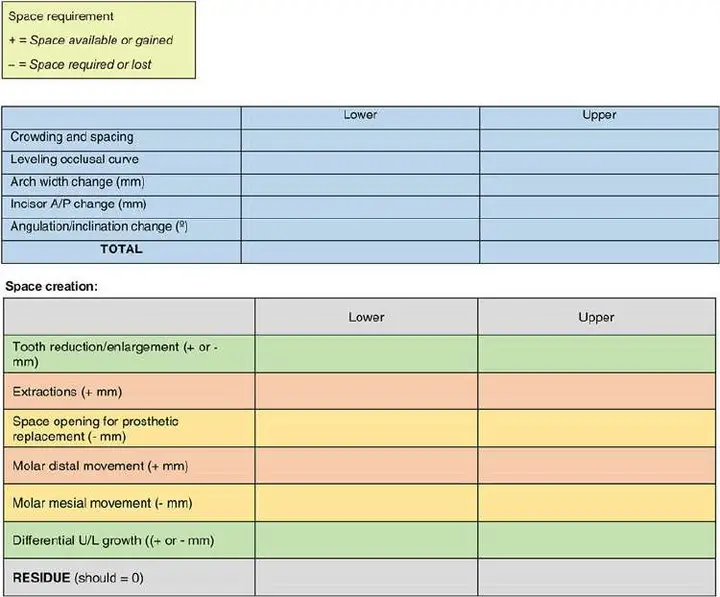 Space requirement
+ = Space available or gained
– = Space required or lost
Lower Upper
Crowding and spacing
Leveling occlusal curve
Arch width change (mm)
Incisor A/P change (mm)
Angulation/inclination change (º)
TOTAL
Space creation:
Lower Upper
Tooth reduction/enlargement (+ or -
mm)
Extractions (+ mm)
Space opening for prosthetic
replacement (- mm)
Molar distal movement (+ mm)
Molar mesial movement (- mm)
Differential U/L growth ((+ or - mm)
RESIDUE (should = 0)